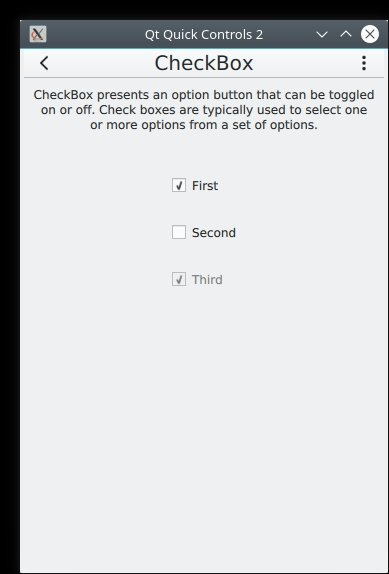 Qt Quick Controls 2
CheckBox
CheckBox presents an option button that can be toggled
on or off. Check boxes are typically used to select one
or more options from a set of options.
First
Second
Third